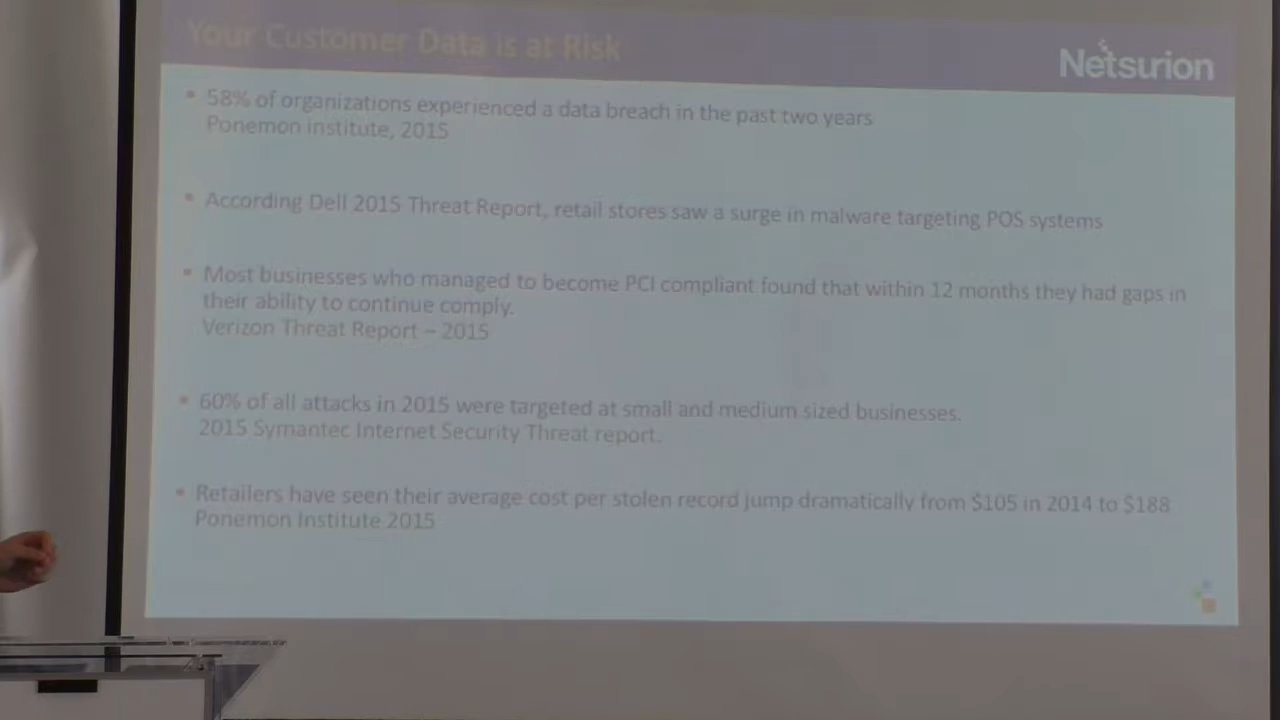 Your Customer Data is at Risk
Netsurion
58% of organizations experienced a data breach in the past two years
Ponemon institute, 2015
According Dell 2015 Threat Report, retail stores saw a surge in malware targeting POS systems
Most businesses who managed to become PCI compliant found that within 12 months they had gaps in
their ability to continue comply.
Verizon Threat Report – 2015
60% of all attacks in 2015 were targeted at small and medium sized businesses.
2015 Symantec Internet Security Threat report.
Retailers have seen their average cost per stolen record jump dramatically from $105 in 2014 to $188
Ponemon Institute 2015